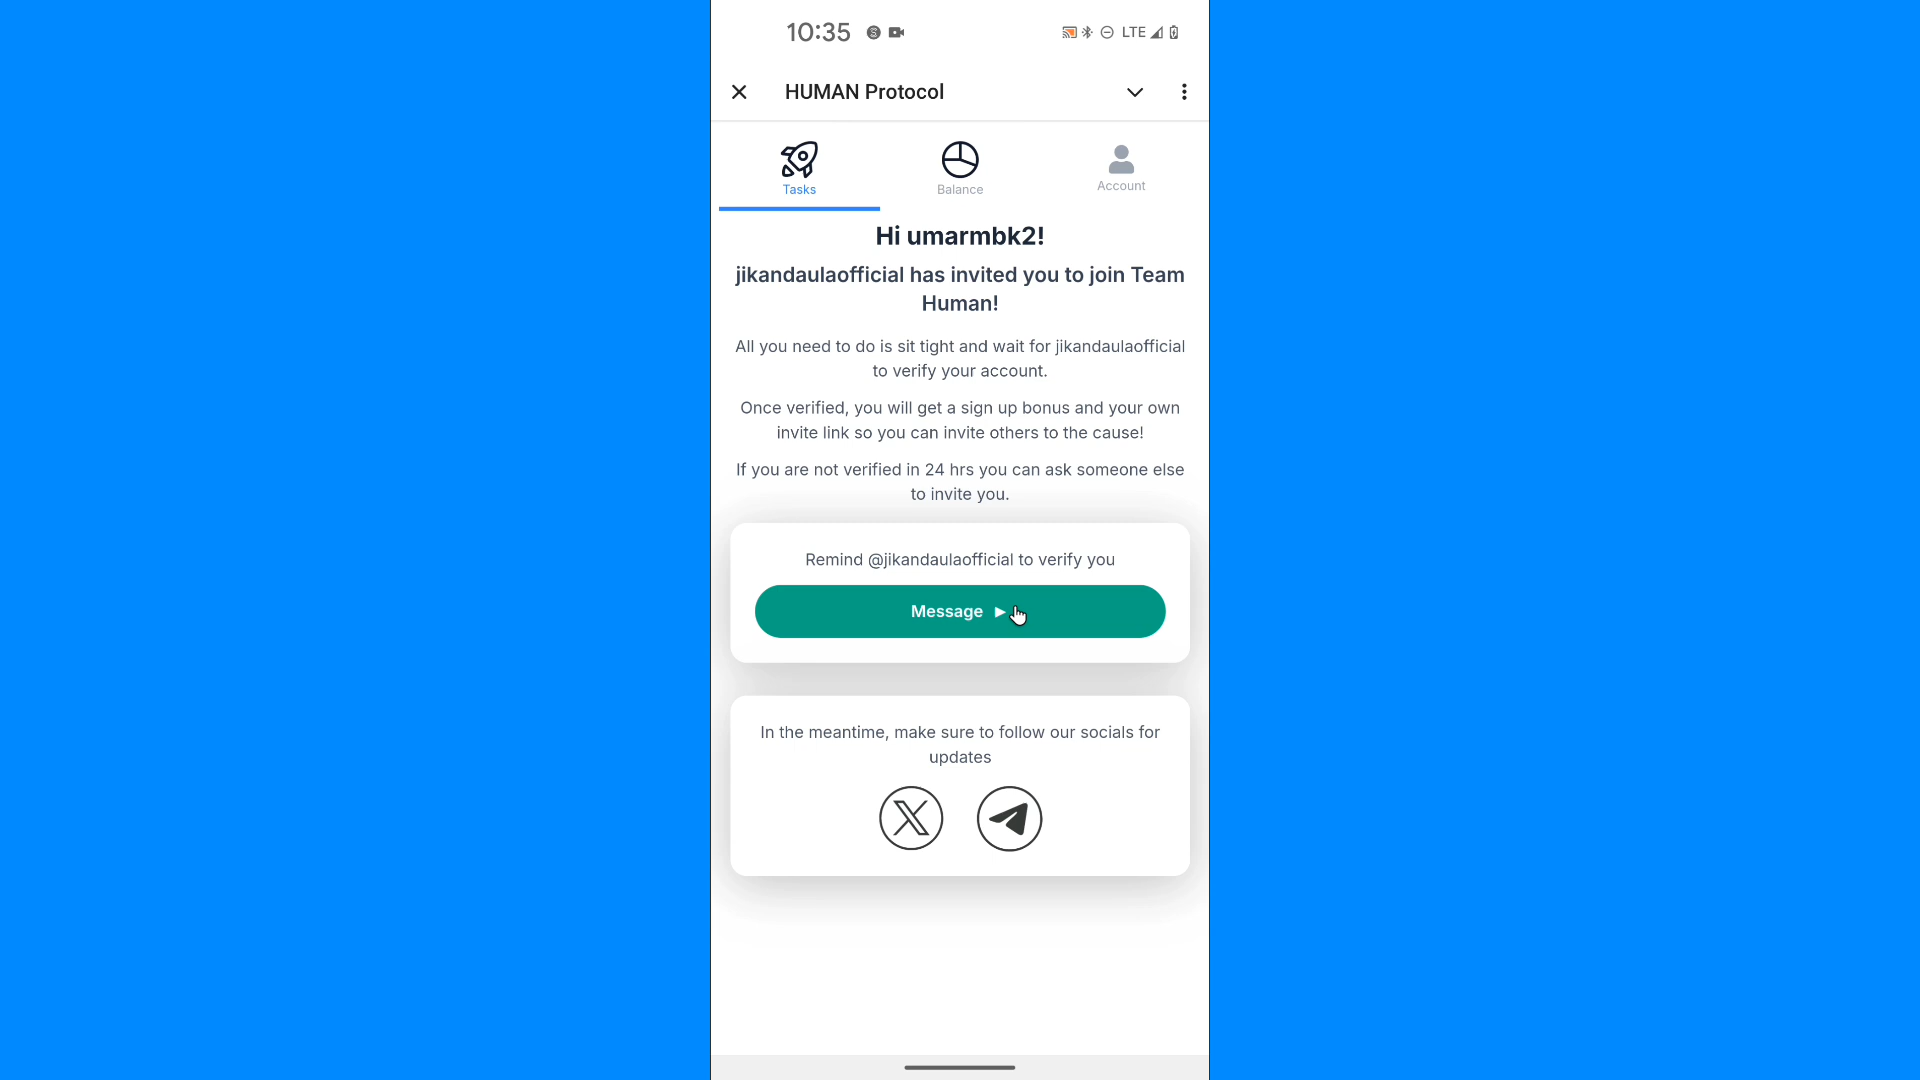 10:35
LTE
HUMAN Protocol
Tasks
Balance
Account
Hi umarmbk2!
jikandaulaofficial has invited you to join Team
Human!
All you need to do is sit tight and wait for jikandaulaofficial
to verify your account.
Once verified, you will get a sign up bonus and your own
invite link so you can invite others to the cause!
If you are not verified in 24 hrs you can ask someone else
to invite you.
Remind @jikandaulaofficial to verify you
Message
In the meantime, make sure to follow our socials for
updates